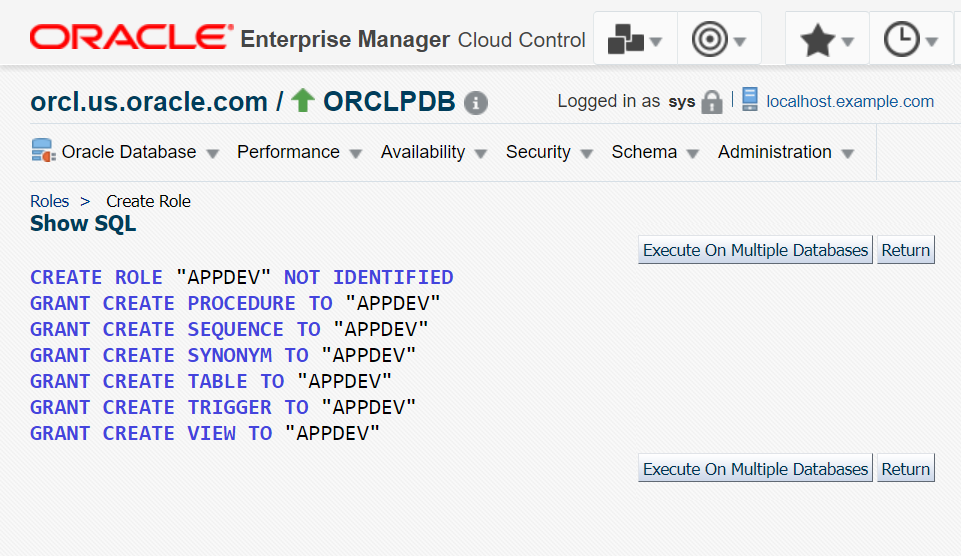 ORACLE® Enterprise Manager Cloud Control
orcl.us.oracle.com / ORCLPDB i
Logged in as sys | localhost.example.com
Oracle Database Performance Availability Security Schema Administration
Roles > Create Role
Show SQL
Execute On Multiple Databases Return
CREATE ROLE "APPDEV" NOT IDENTIFIED
GRANT CREATE PROCEDURE TO "APPDEV"
GRANT CREATE SEQUENCE TO "APPDEV"
GRANT CREATE SYNONYM TO "APPDEV"
GRANT CREATE TABLE TO "APPDEV"
GRANT CREATE TRIGGER TO "APPDEV"
GRANT CREATE VIEW TO "APPDEV"
Execute On Multiple Databases Return